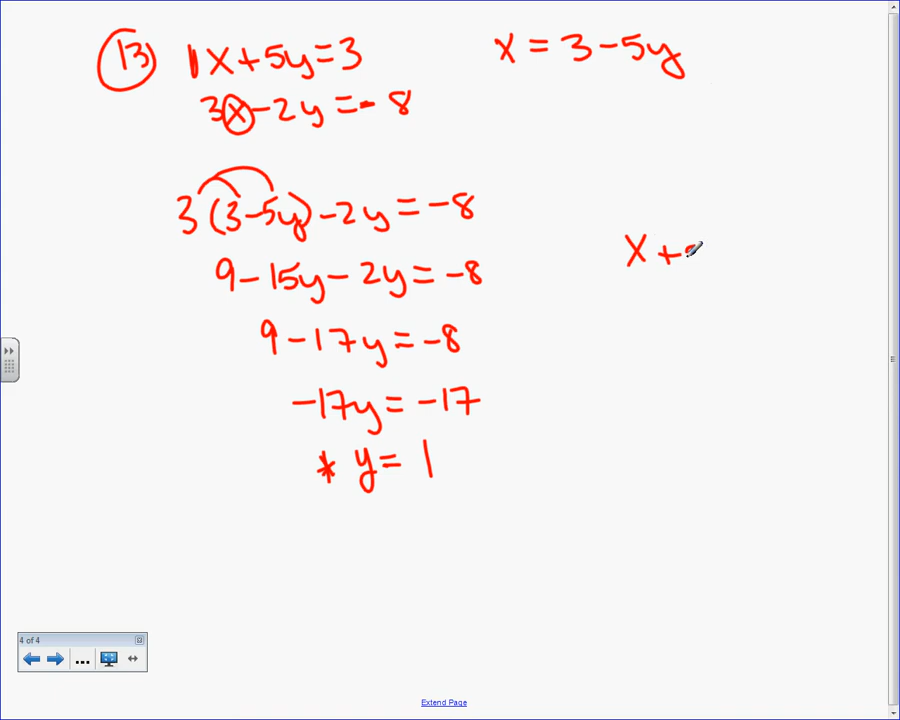 13 1x+5y=3
x = 3-5y
3x-2y=-8
3(3-5y)-2y=-8
9-15y-2y=-8
x+
9-17y=-8
-17y=-17
* y=1
4 of 4
...
Extend Page